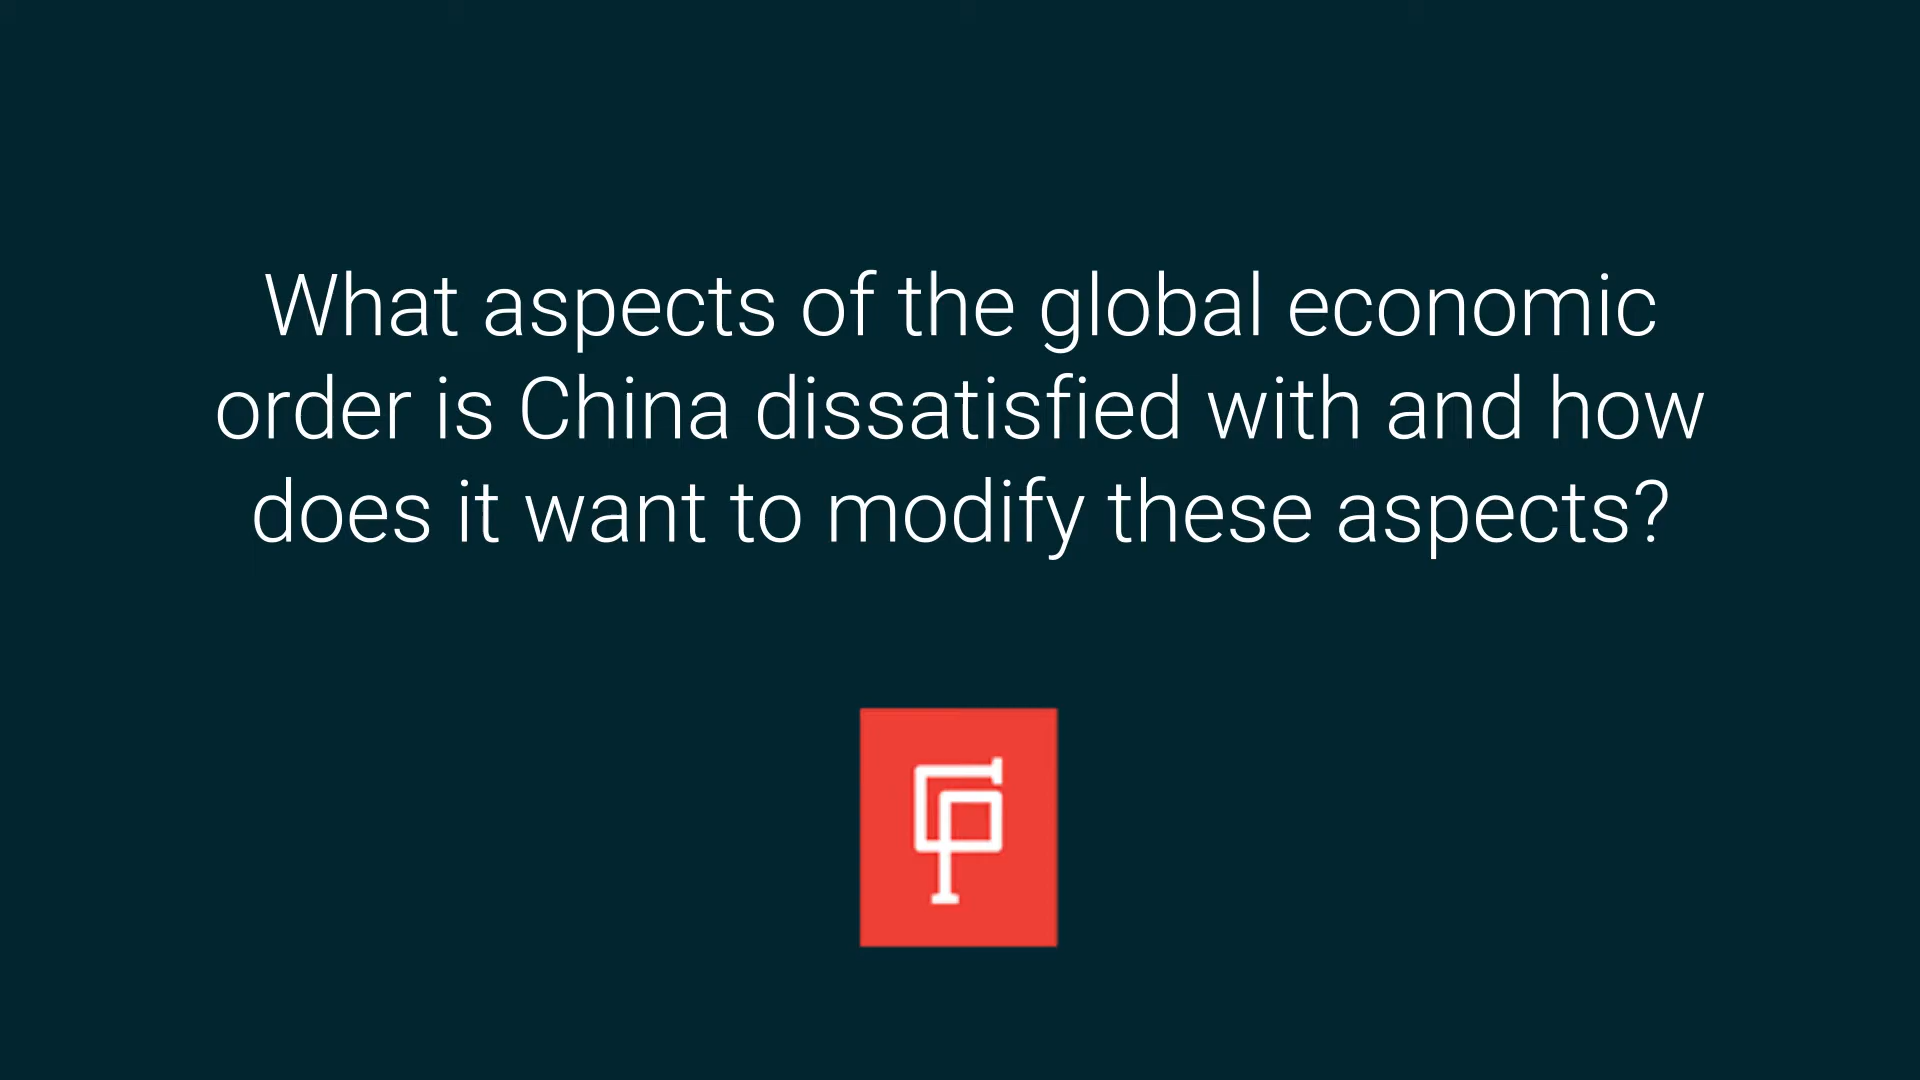 What aspects of the global economic
order is China dissatisfied with and how
does it want to modify these aspects?